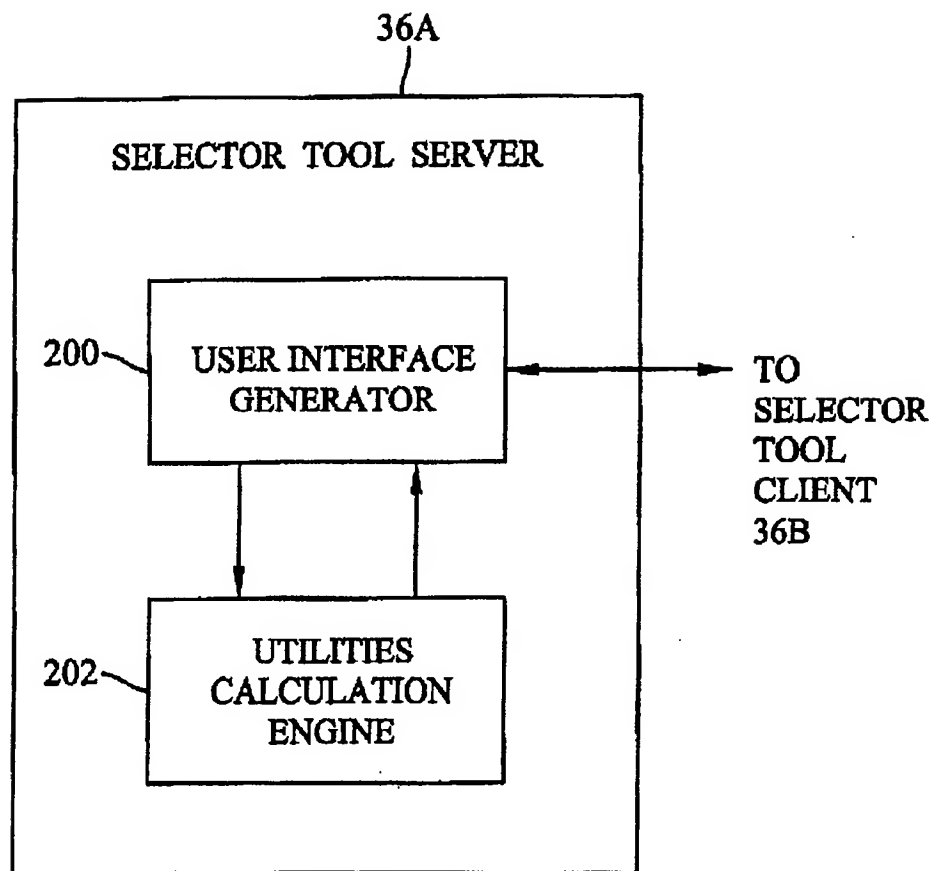 36A
SELECTOR TOOL SERVER
200
USER INTERFACE
GENERATOR
TO
SELECTOR
TOOL
CLIENT
36B
202
UTILITIES
CALCULATION
ENGINE